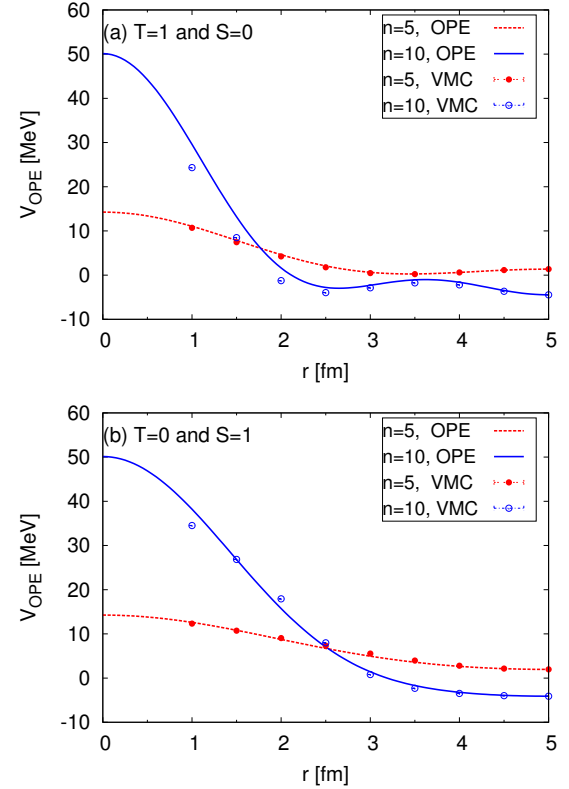 (a) T=1 and S=0
n=5, OPE
n=10, OPE
n=5, VMC
n=10, VMC
60
50
40
30
20
10
0
-10
V_OPE [MeV]
0 1 2 3 4 5
r [fm]
(b) T=0 and S=1
n=5, OPE
n=10, OPE
n=5, VMC
n=10, VMC
60
50
40
30
20
10
0
-10
V_OPE [MeV]
0 1 2 3 4 5
r [fm]